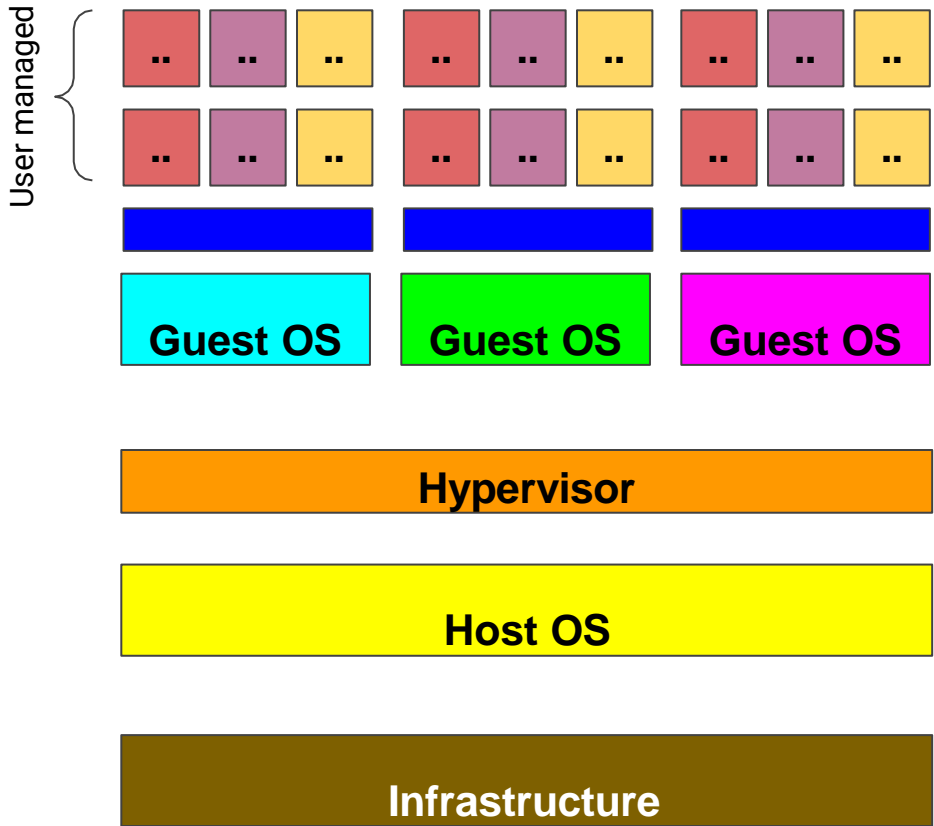 User managed
.. .. .. .. .. .. .. .. ..
.. .. .. .. .. .. .. .. ..
Guest OS Guest OS Guest OS
Hypervisor
Host OS
Infrastructure